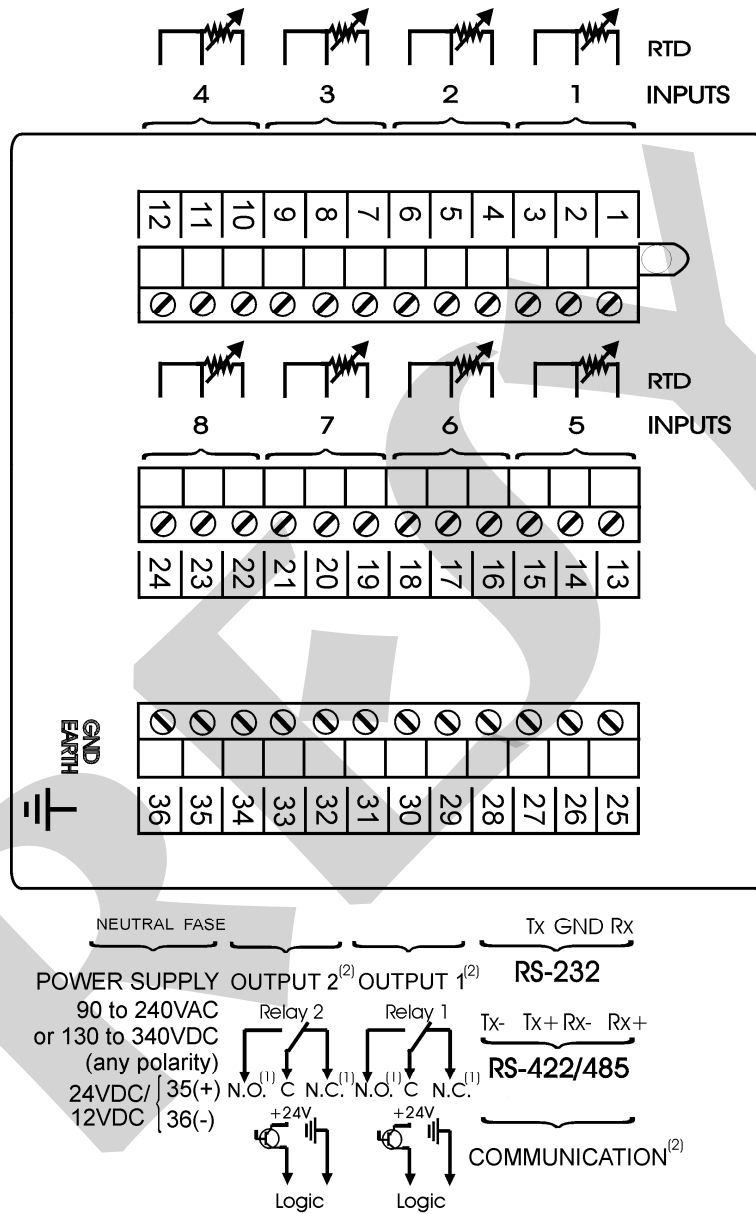 RTD
4 3 2 1 INPUTS
12 11 10 9 8 7 6 5 4 3 2 1
RTD
8 7 6 5 INPUTS
24 23 22 21 20 19 18 17 16 15 14 13
GND
EARTH
36 35 34 33 32 31 30 29 28 27 26 25
NEUTRAL FASE
POWER SUPPLY
90 to 240VAC
or 130 to 340VDC
(any polarity)
24VDC/ 35(+)
12VDC 36(-)
OUTPUT 2(2)
Relay 2
N.O.(1) C N.C.(1)
+24V
Logic
OUTPUT 1(2)
Relay 1
N.O.(1) C N.C.(1)
+24V
Logic
Tx GND Rx
RS-232
Tx- Tx+ Rx- Rx+
RS-422/485
COMMUNICATION(2)
RESY